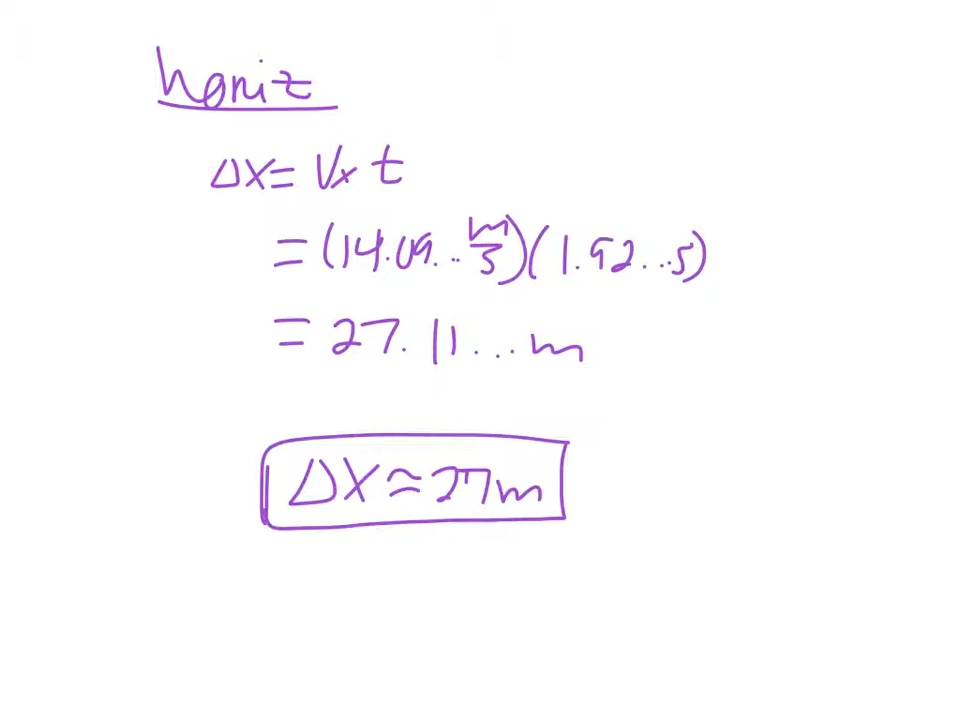 horiz
Δx = Vx t
= (14.09... m/s)(1.92...s)
= 27.11...m
Δx ≈ 27m